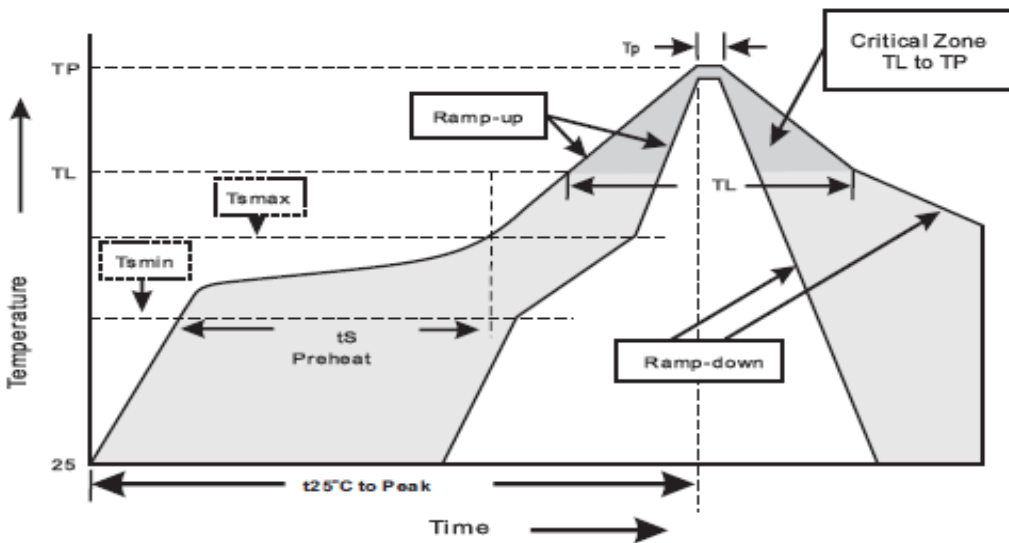 Tp
Critical Zone
TL to TP
TP
Ramp-up
TL
TL
Tsmax
Tsmin
tS
Preheat
Ramp-down
Temperature
25
t25°C to Peak
Time